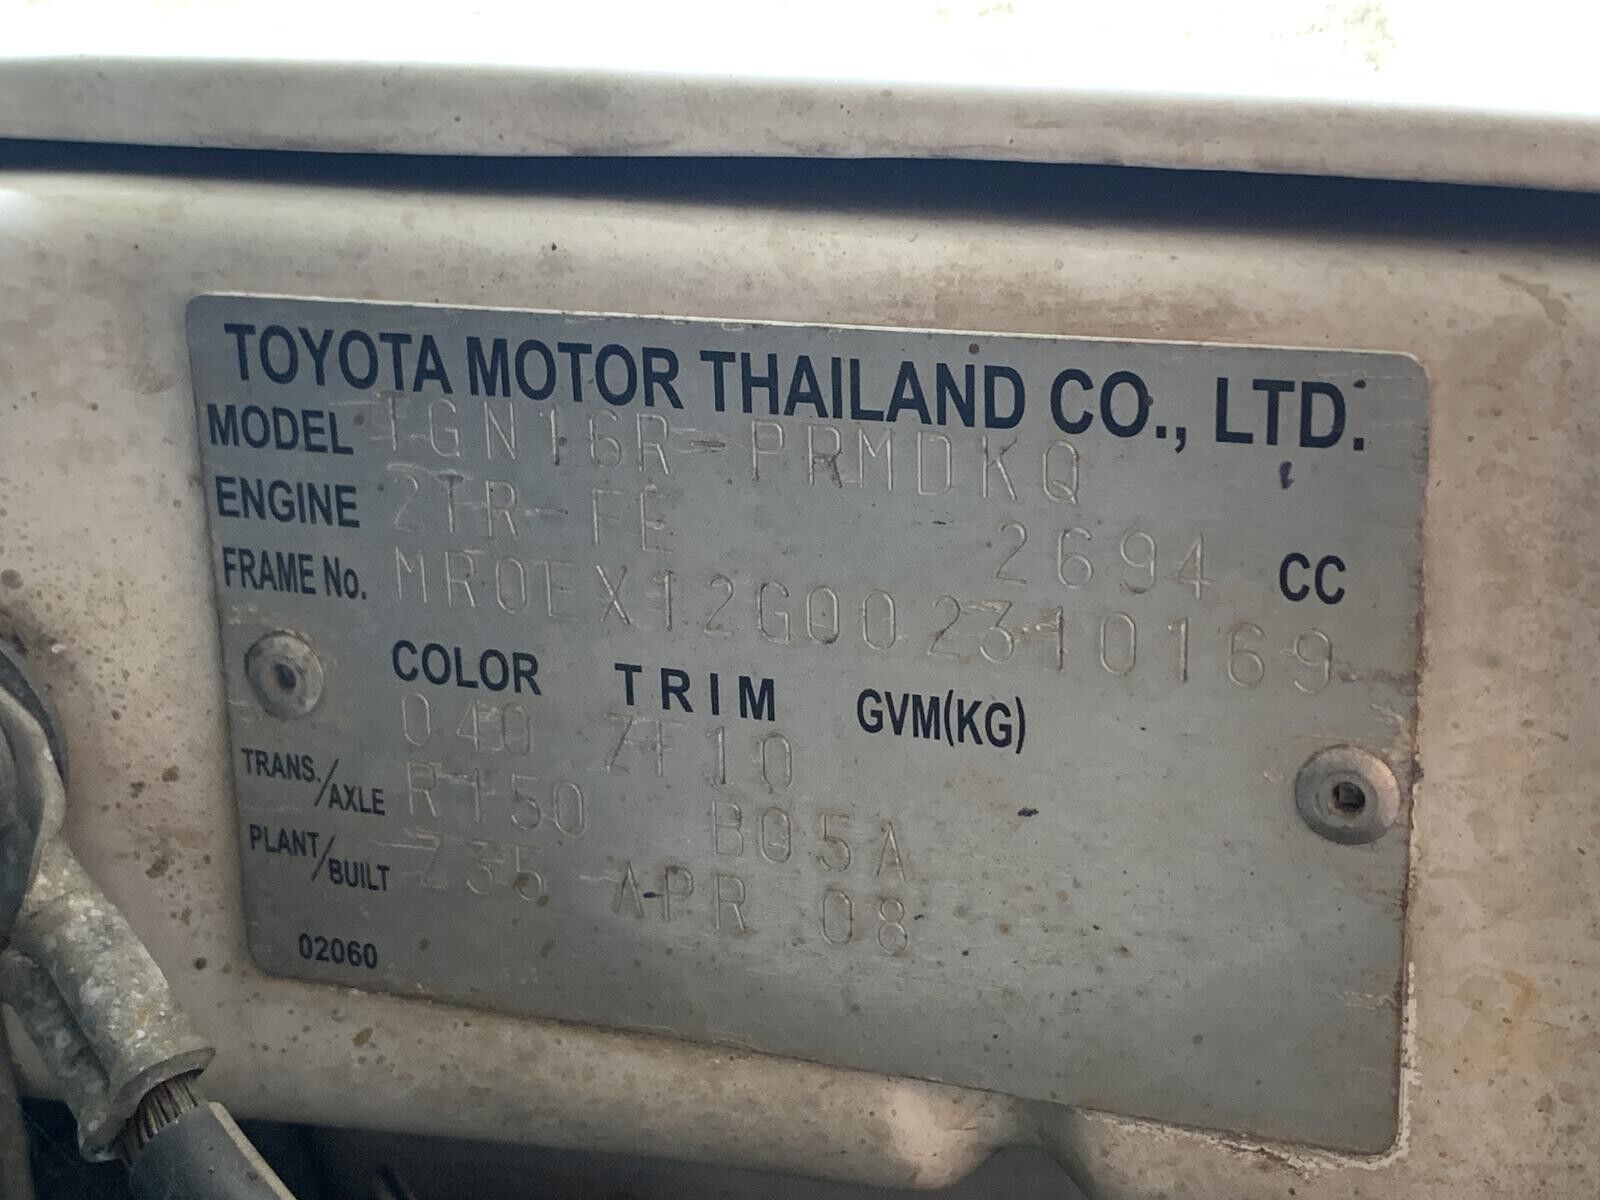 TOYOTA MOTOR THAILAND CO., LTD.
MODEL TGN16R-PRMDKQ
ENGINE 2TR-FE 2694 CC
FRAME No. MR0EX12G002310169
COLOR TRIM GVM(KG)
040 ZF10
TRANS./AXLE R150 B05A
PLANT/BUILT Z35 APR 08
02060